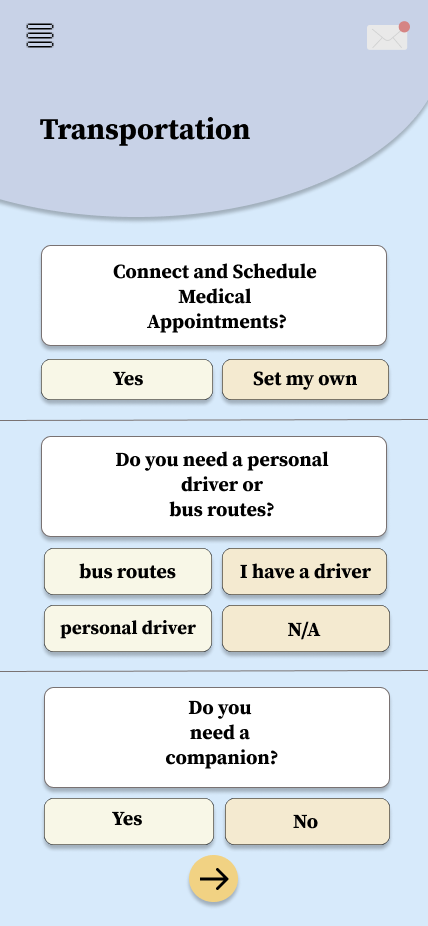 Transportation
Connect and Schedule
Medical
Appointments?
Yes
Set my own
Do you need a personal
driver or
bus routes?
bus routes
I have a driver
personal driver
N/A
Do you
need a
companion?
Yes
No